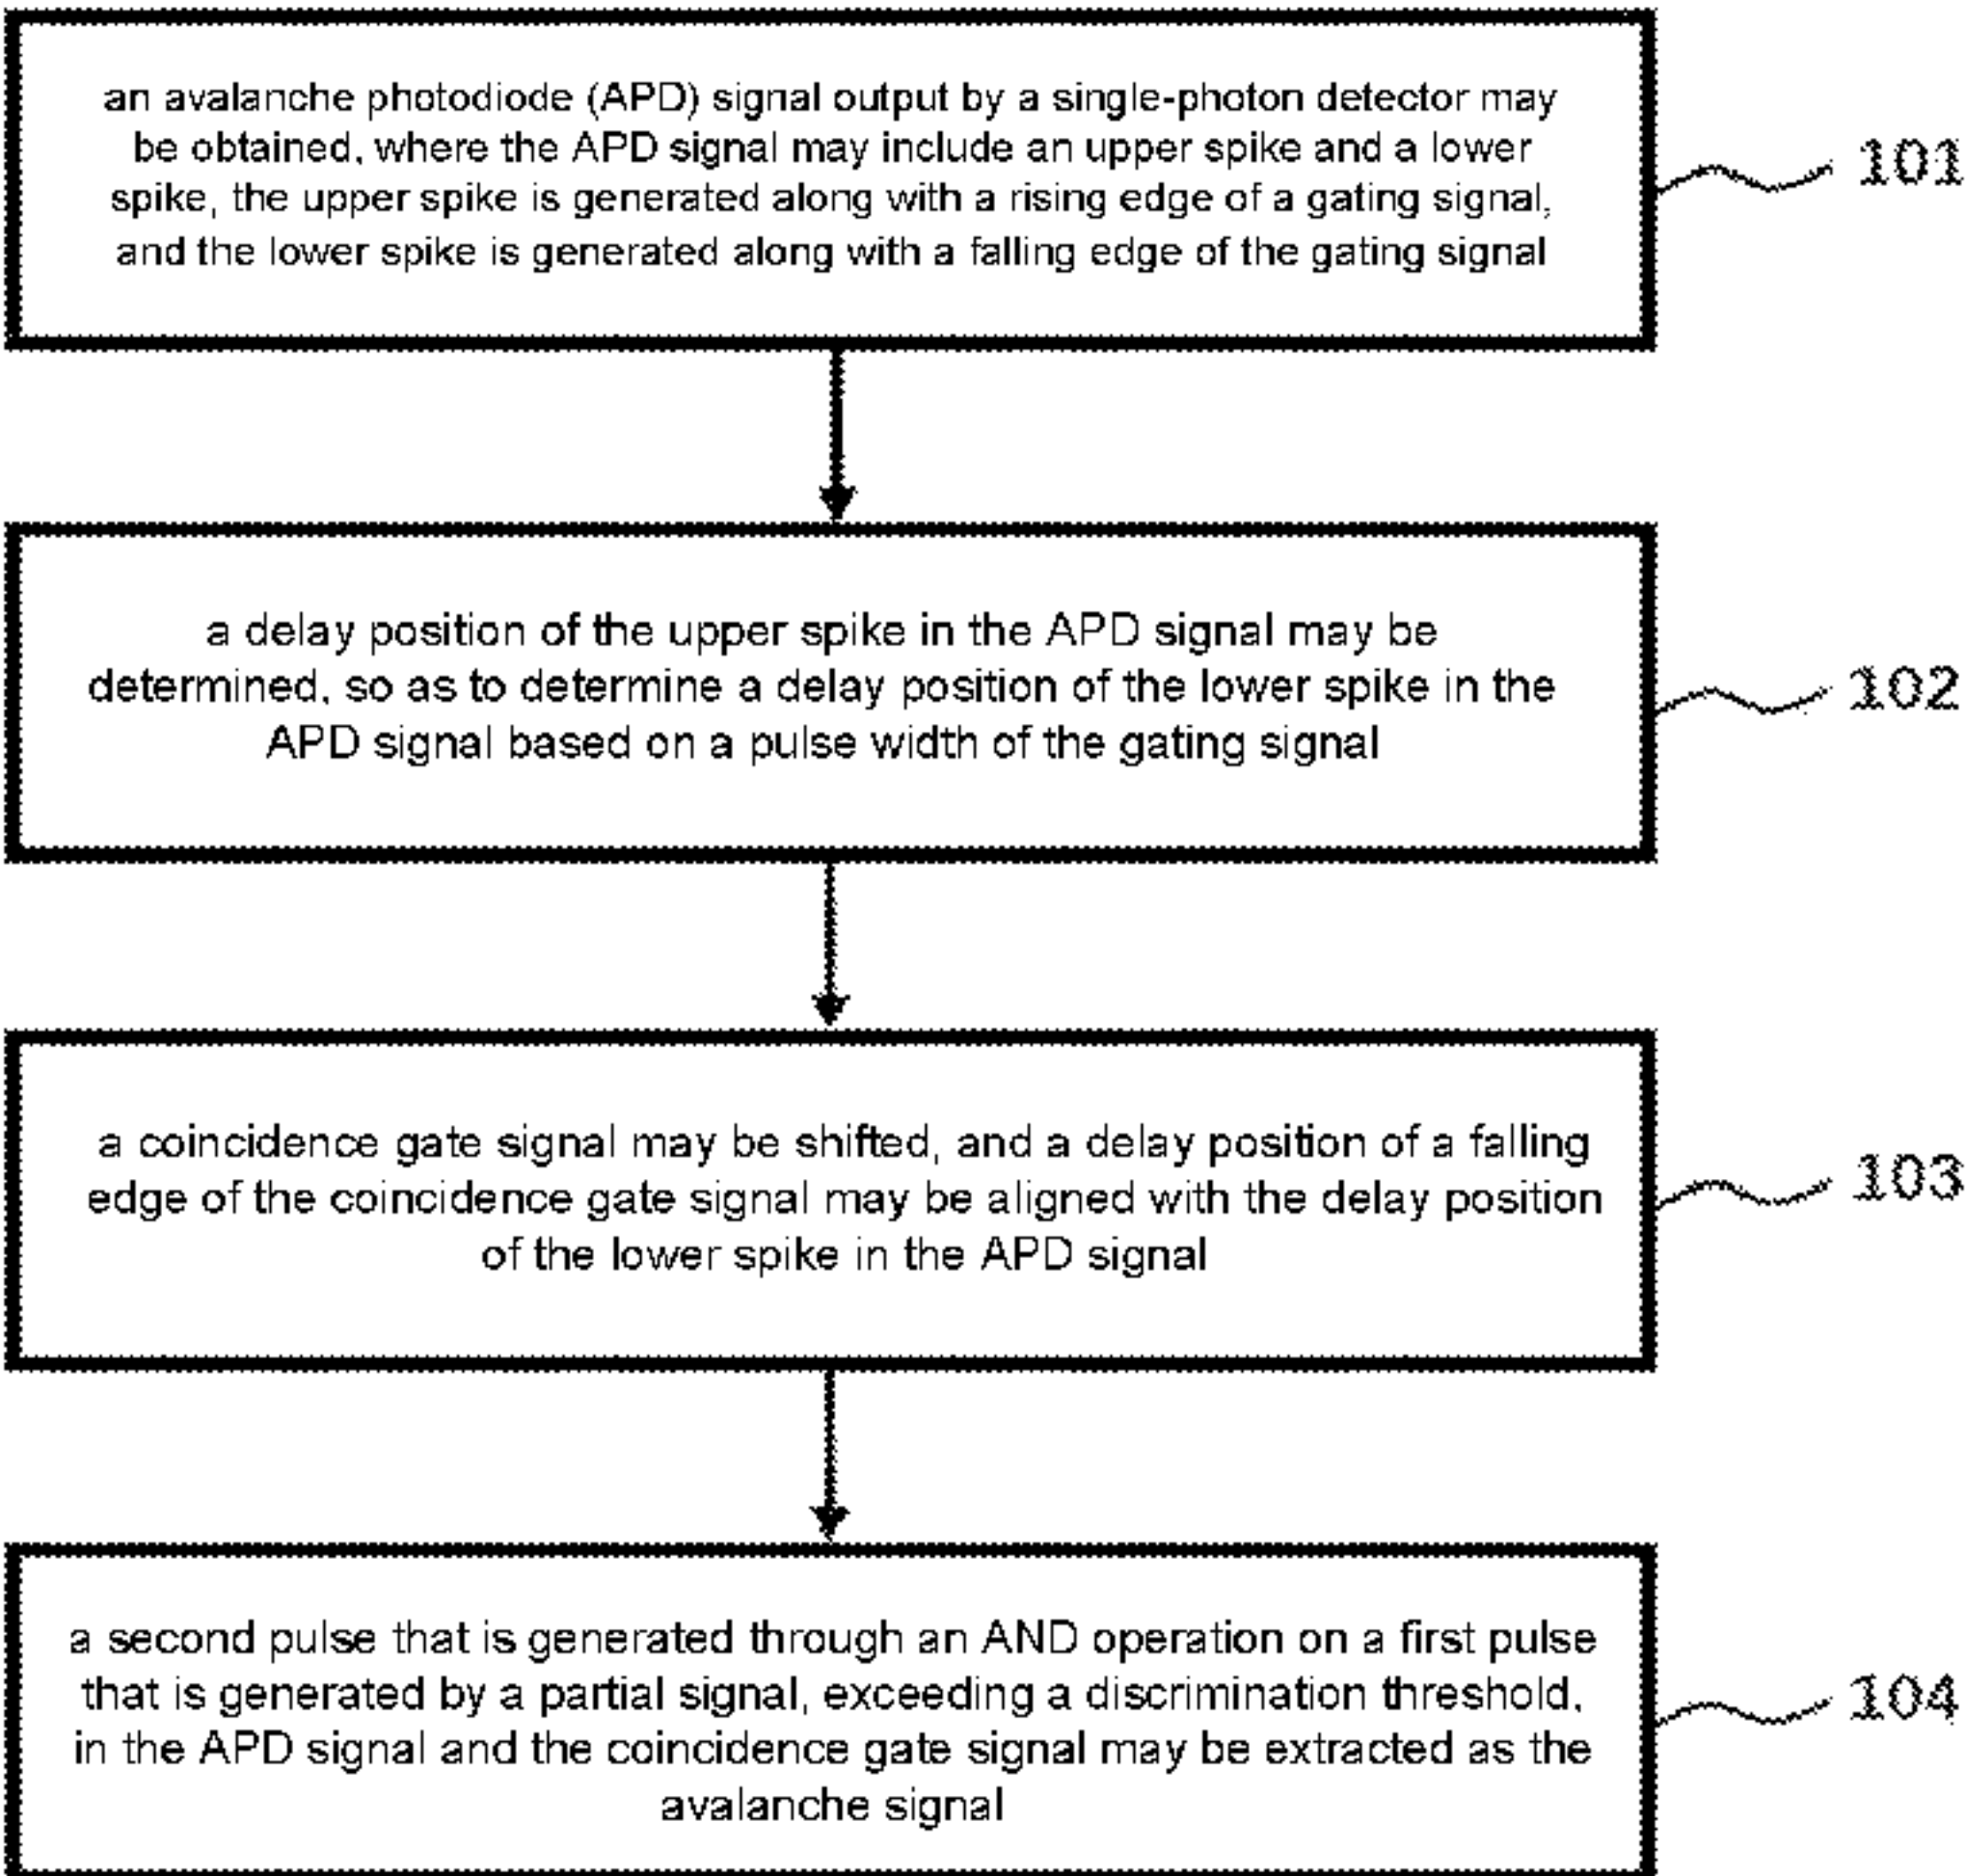 an avalanche photodiode (APD) signal output by a single-photon detector may
be obtained, where the APD signal may include an upper spike and a lower
spike, the upper spike is generated along with a rising edge of a gating signal,
and the lower spike is generated along with a falling edge of the gating signal
101
a delay position of the upper spike in the APD signal may be
determined, so as to determine a delay position of the lower spike in the
APD signal based on a pulse width of the gating signal
102
a coincidence gate signal may be shifted, and a delay position of a falling
edge of the coincidence gate signal may be aligned with the delay position
of the lower spike in the APD signal
103
a second pulse that is generated through an AND operation on a first pulse
that is generated by a partial signal, exceeding a discrimination threshold,
in the APD signal and the coincidence gate signal may be extracted as the
avalanche signal
104